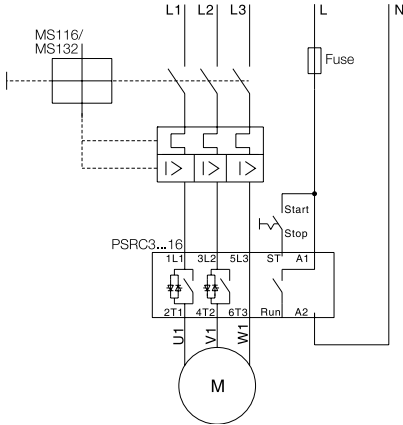 L1 L2 L3 L N
MS116/
MS132
Fuse
Start
Stop
PSRC3...16
1L1 3L2 5L3 ST A1
2T1 4T2 6T3 Run A2
U1 V1 W1
M